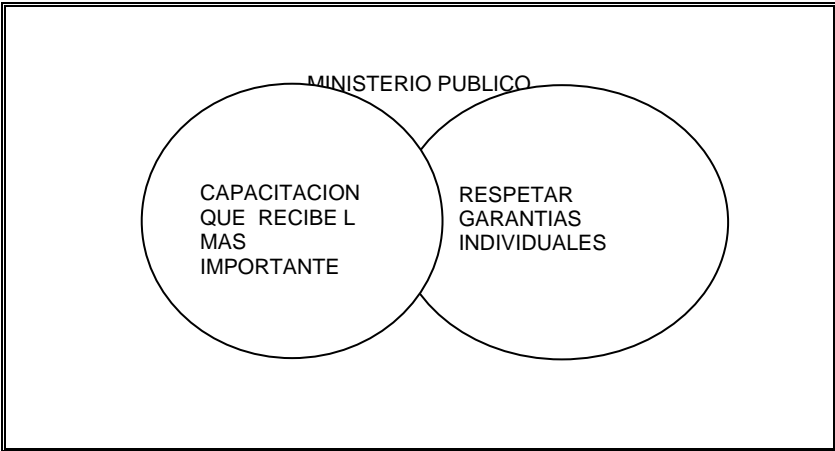 MINISTERIO PUBLICO
CAPACITACION
QUE RECIBE L
MAS
IMPORTANTE
RESPETAR
GARANTIAS
INDIVIDUALES